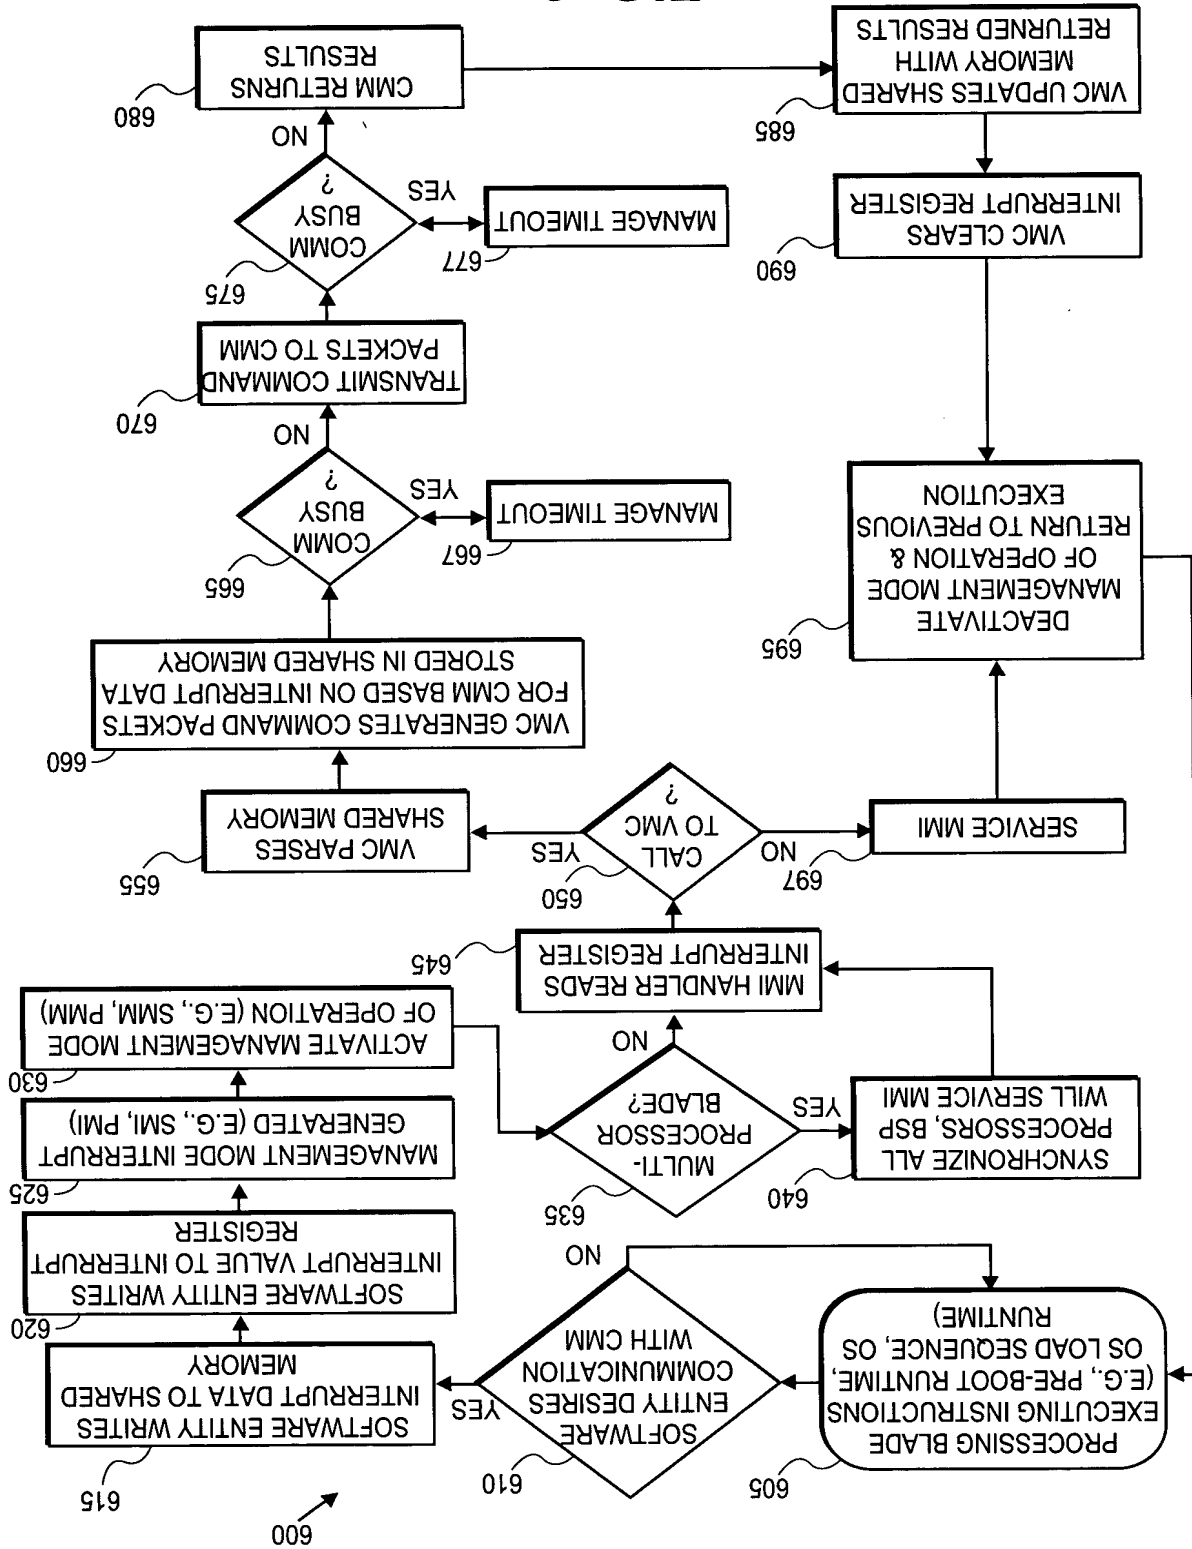 600
PROCESSING BLADE
EXECUTING INSTRUCTIONS
(E.G., PRE-BOOT RUNTIME,
OS LOAD SEQUENCE, OS
RUNTIME)
605
SOFTWARE
ENTITY DESIRES
COMMUNICATION
WITH CMM
610
NO
YES
SOFTWARE ENTITY WRITES
INTERRUPT DATA TO SHARED
MEMORY
615
SOFTWARE ENTITY WRITES
INTERRUPT VALUE TO INTERRUPT
REGISTER
620
MANAGEMENT MODE INTERRUPT
GENERATED (E.G., SMI, PMI)
625
ACTIVATE MANAGEMENT MODE
OF OPERATION (E.G., SMM, PMM)
630
MULTI-
PROCESSOR
BLADE?
635
YES
NO
SYNCHRONIZE ALL
PROCESSORS, BSP
WILL SERVICE MMI
640
MMI HANDLER READS
INTERRUPT REGISTER
645
CALL
TO VMC
?
650
NO
YES
SERVICE MMI
697
VMC PARSES
SHARED MEMORY
655
VMC GENERATES COMMAND PACKETS
FOR CMM BASED ON INTERRUPT DATA
STORED IN SHARED MEMORY
660
COMM
BUSY
?
665
YES
NO
MANAGE TIMEOUT
667
TRANSMIT COMMAND
PACKETS TO CMM
670
COMM
BUSY
?
675
YES
NO
MANAGE TIMEOUT
677
CMM RETURNS
RESULTS
680
VMC UPDATES SHARED
MEMORY WITH
RETURNED RESULTS
685
VMC CLEARS
INTERRUPT REGISTER
690
DEACTIVATE
MANAGEMENT MODE
OF OPERATION &
RETURN TO PREVIOUS
EXECUTION
695